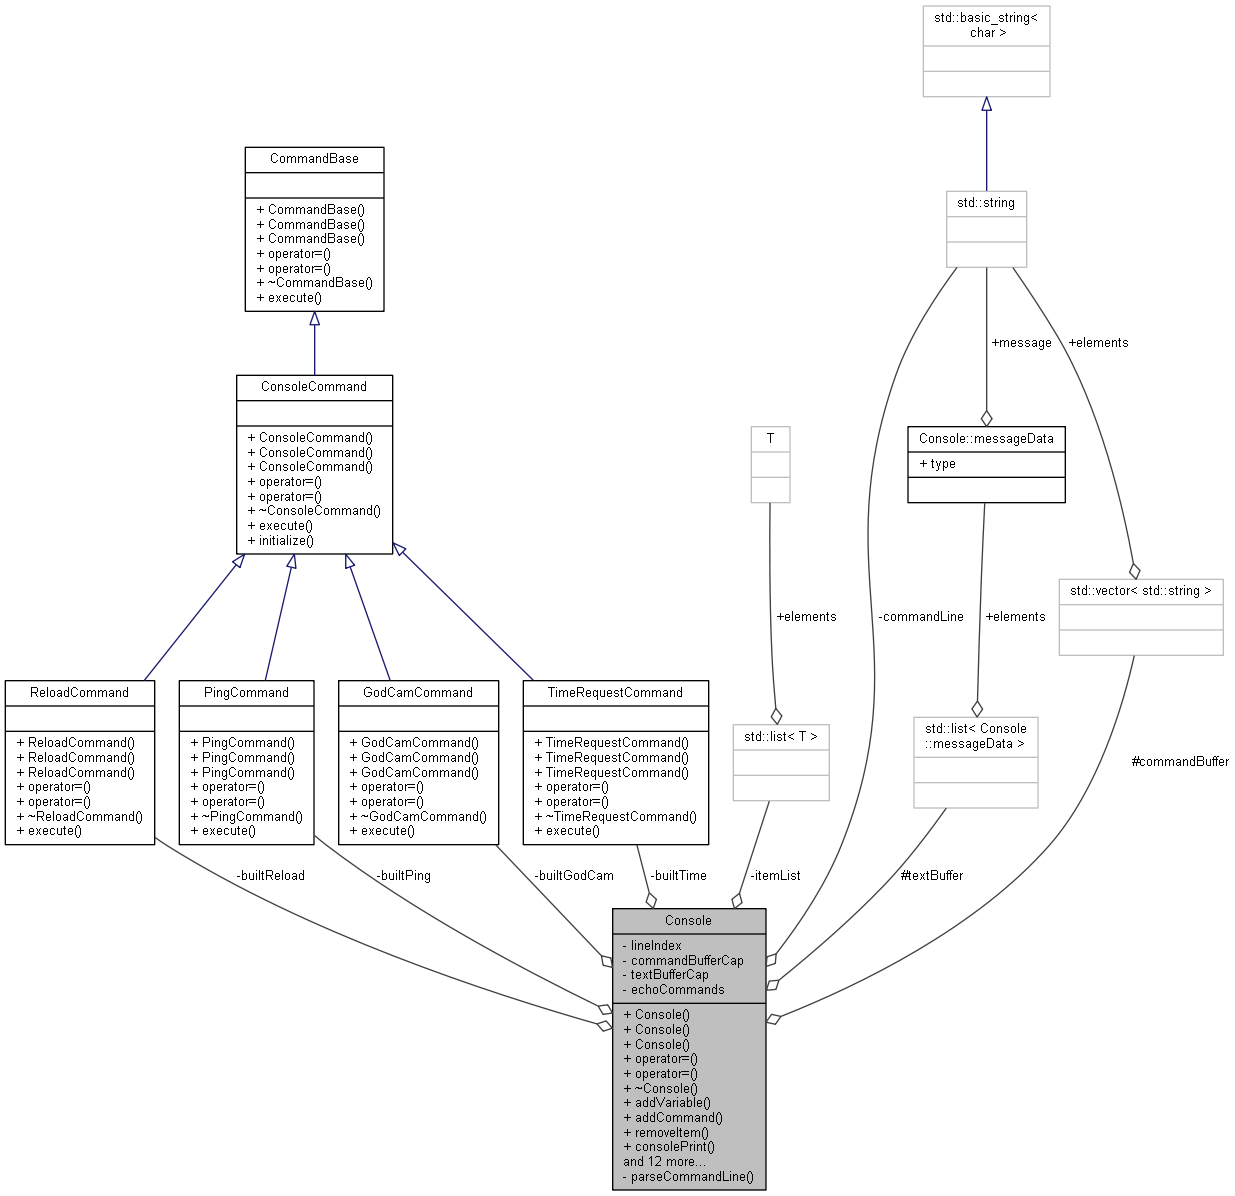 std::basic_string<
char >
CommandBase
+ CommandBase()
+ CommandBase()
+ CommandBase()
+ operator=()
+ operator=()
+ ~CommandBase()
+ execute()
std::string
+message
+elements
ConsoleCommand
+ ConsoleCommand()
+ ConsoleCommand()
+ ConsoleCommand()
+ operator=()
+ operator=()
+ ~ConsoleCommand()
+ execute()
+ initialize()
T
Console::messageData
+ type
+elements
-commandLine
+elements
std::vector< std::string >
ReloadCommand
+ ReloadCommand()
+ ReloadCommand()
+ ReloadCommand()
+ operator=()
+ operator=()
+ ~ReloadCommand()
+ execute()
PingCommand
+ PingCommand()
+ PingCommand()
+ PingCommand()
+ operator=()
+ operator=()
+ ~PingCommand()
+ execute()
GodCamCommand
+ GodCamCommand()
+ GodCamCommand()
+ GodCamCommand()
+ operator=()
+ operator=()
+ ~GodCamCommand()
+ execute()
TimeRequestCommand
+ TimeRequestCommand()
+ TimeRequestCommand()
+ TimeRequestCommand()
+ operator=()
+ operator=()
+ ~TimeRequestCommand()
+ execute()
std::list< T >
std::list< Console
::messageData >
#commandBuffer
-builtReload
-builtPing
-builtGodCam
-builtTime
-itemList
#textBuffer
Console
- lineIndex
- commandBufferCap
- textBufferCap
- echoCommands
+ Console()
+ Console()
+ Console()
+ operator=()
+ operator=()
+ ~Console()
+ addVariable()
+ addCommand()
+ removeItem()
+ consolePrint()
and 12 more...
- parseCommandLine()